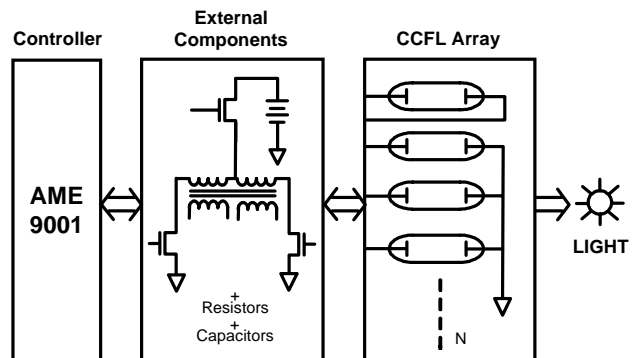 Controller
External
Components
CCFL Array
AME
9001
+
Resistors
+
Capacitors
N
LIGHT